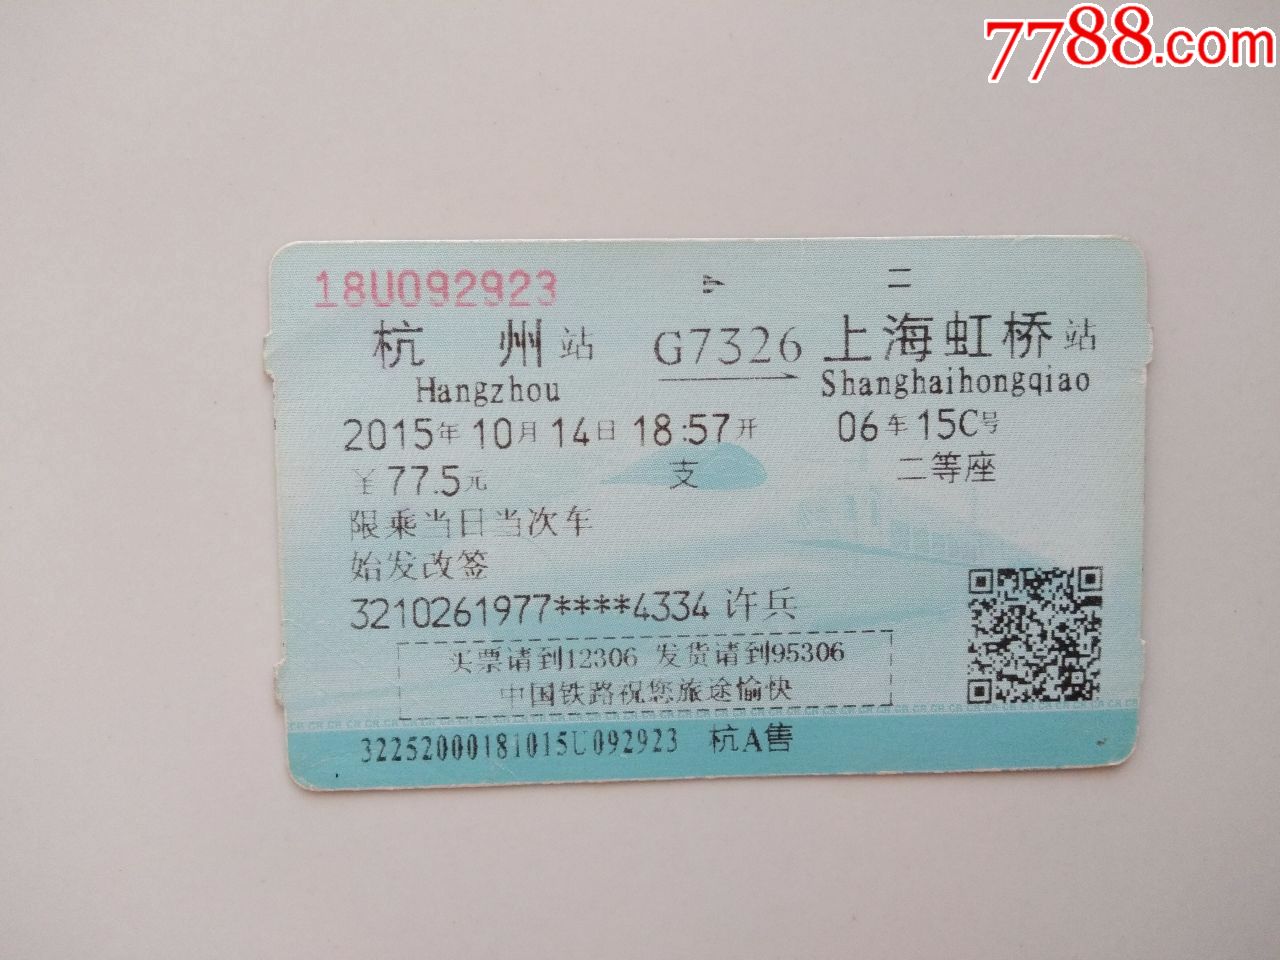 7788.com
18U092923 二
杭州站 G7326 上海虹桥站
Hangzhou Shanghaihongqiao
2015年10月14日18:57开 06车15C号
￥77.5元 支 二等座
限乘当日当次车
始发改签
3210261977****4334 许兵
买票请到12306 发货请到95306
中国铁路祝您旅途愉快
32252000181015U092923 杭A售